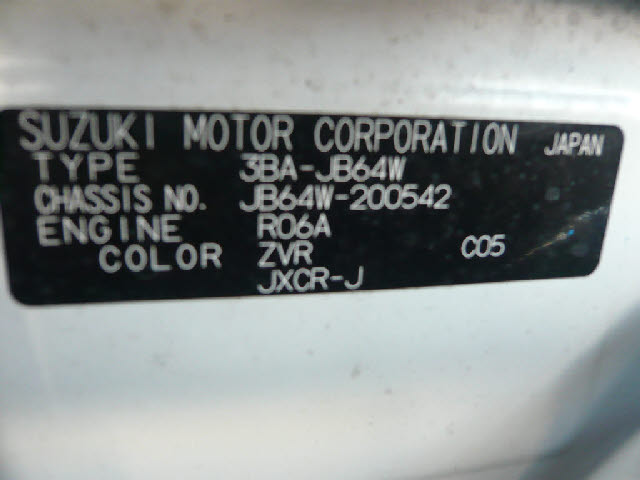 SUZUKI MOTOR CORPORATION JAPAN
TYPE 3BA-JB64W
CHASSIS NO. JB64W-200542
ENGINE R06A
COLOR ZVR C05
JXCR-J